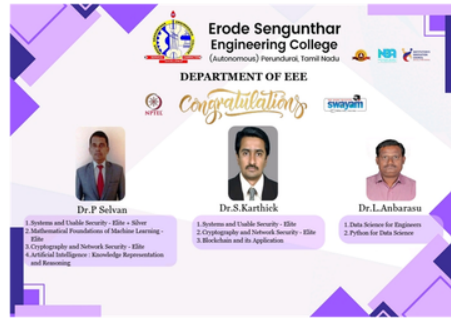 Erode Sengunthar
Engineering College
(Autonomous) Perundurai, Tamil Nadu
NBA
DEPARTMENT OF EEE
NPTEL
Congratulations
swayam
Dr.P Selvan
1.Systems and Usable Security - Elite + Silver
2.Mathematical Foundations of Machine Learning -
Elite
3.Cryptography and Network Security - Elite
4.Artificial Intelligence : Knowledge Representation
and Reasoning
Dr.S.Karthick
1.Systems and Usable Security - Elite
2.Cryptography and Network Security - Elite
3.Blockchain and its Application
Dr.L.Anbarasu
1.Data Science for Engineers
2.Python for Data Science